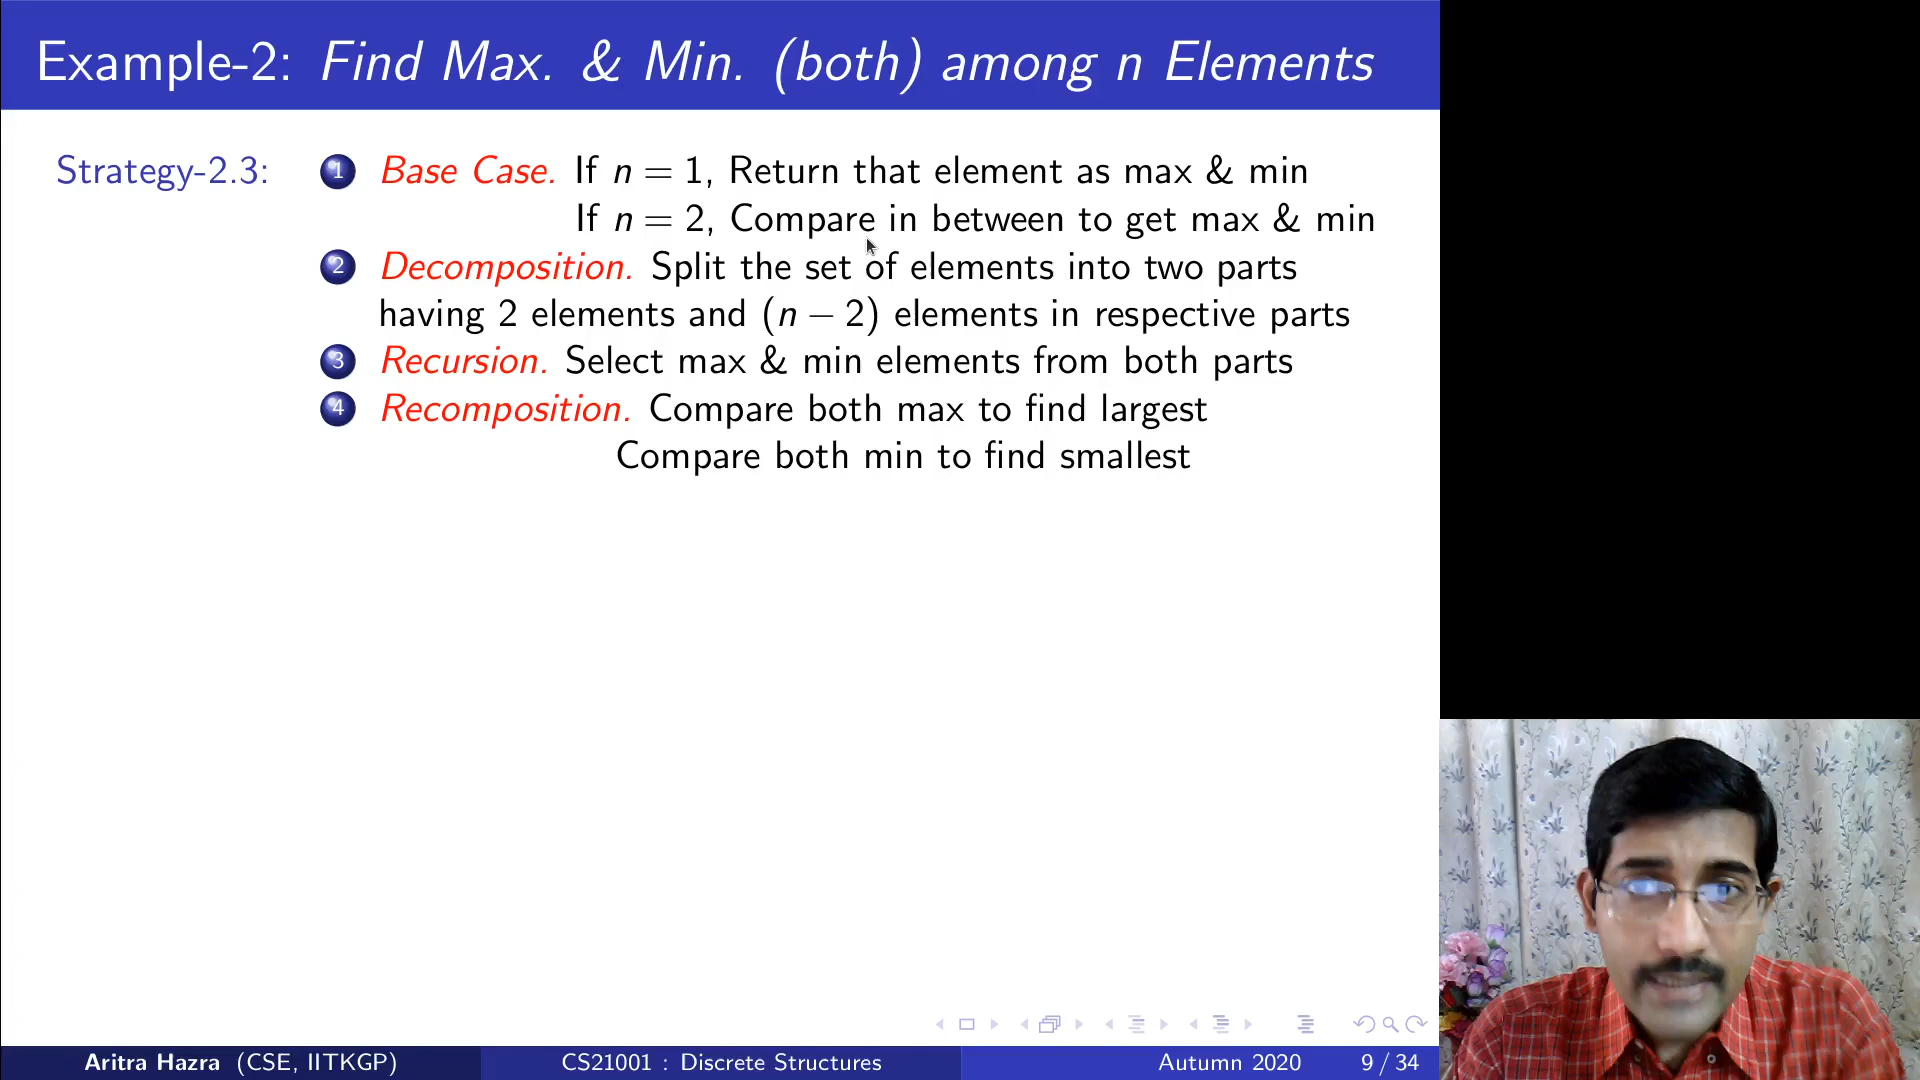 Example-2: Find Max. & Min. (both) among n Elements
Strategy-2.3: 1 Base Case. If n = 1, Return that element as max & min
If n = 2, Compare in between to get max & min
2 Decomposition. Split the set of elements into two parts
having 2 elements and (n − 2) elements in respective parts
3 Recursion. Select max & min elements from both parts
4 Recomposition. Compare both max to find largest
Compare both min to find smallest
Aritra Hazra (CSE, IITKGP) CS21001 : Discrete Structures Autumn 2020 9 / 34